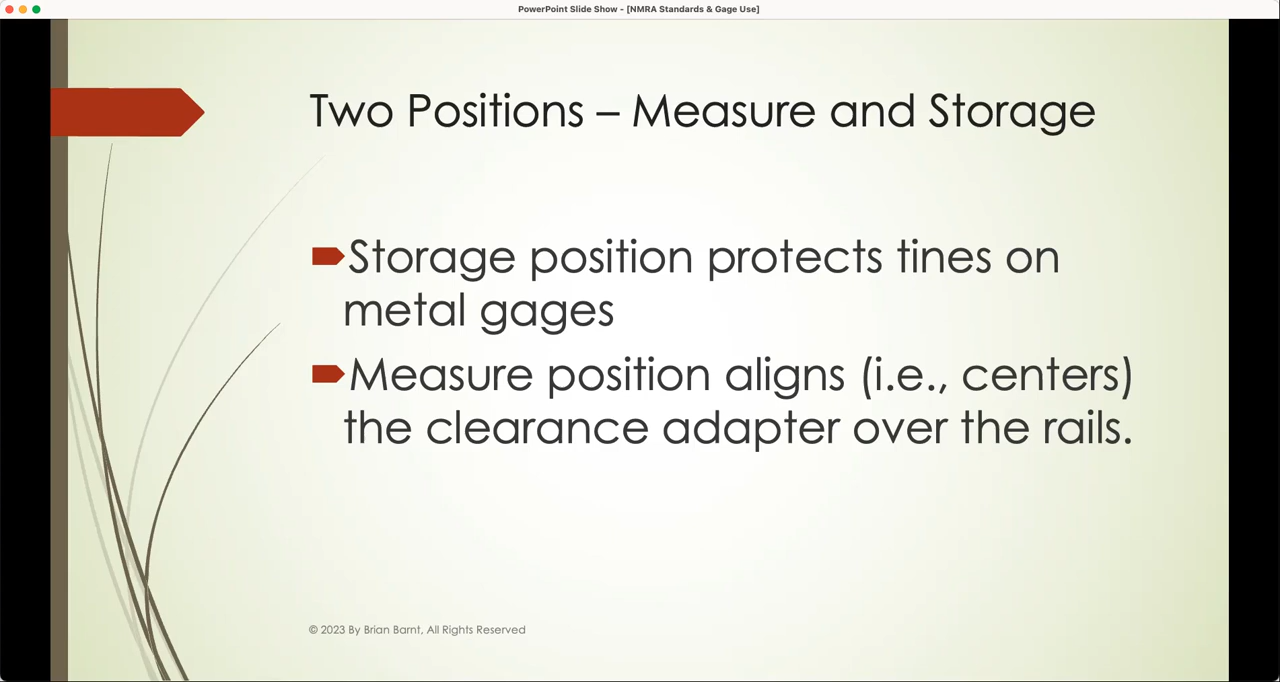 PowerPoint Slide Show - [NMRA Standards & Gage Use]
Two Positions – Measure and Storage
Storage position protects tines on
metal gages
Measure position aligns (i.e., centers)
the clearance adapter over the rails.
© 2023 By Brian Barnt, All Rights Reserved